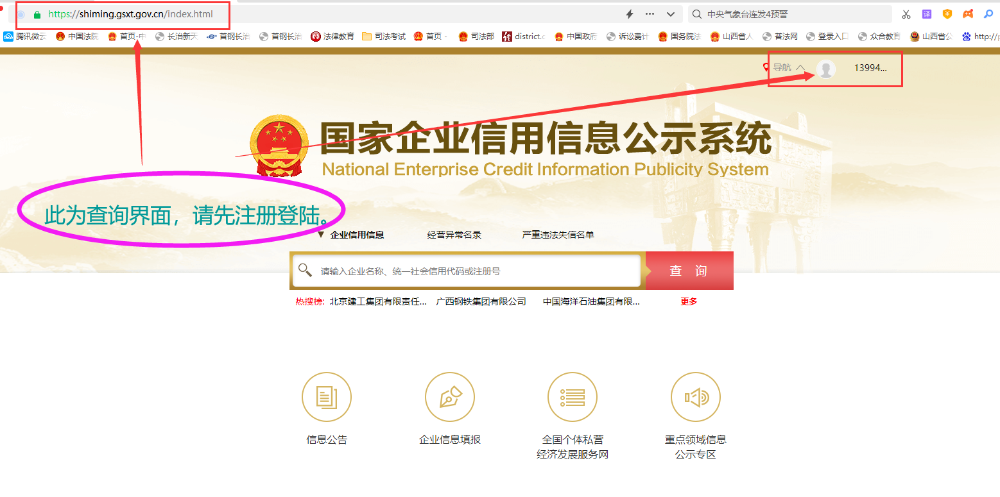 https://shiming.gsxt.gov.cn/index.html
中央气象台连发4预警
译
腾讯微云 中国法院 首页-中 长治新天 首钢长治 首钢长治 法律教育 司法考试 首页 - 司法部 district.c 中国政府 诉讼费计 国务院法 山西省人 普法网 登录入口 众合教育 山西省公 http://p
导航 13994...
国家企业信用信息公示系统
National Enterprise Credit Information Publicity System
此为查询界面，请先注册登陆。
企业信用信息 经营异常名录 严重违法失信名单
请输入企业名称、统一社会信用代码或注册号 查 询
热搜榜: 北京建工集团有限责任... 广西钢铁集团有限公司 中国海洋石油集团有限... 更多
信息公告 企业信息填报 全国个体私营 重点领域信息
经济发展服务网 公示专区